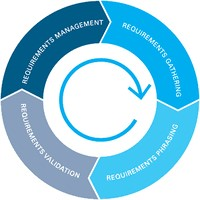 REQUIREMENTS MANAGEMENT
REQUIREMENTS GATHERING
REQUIREMENTS PHRASING
REQUIREMENTS VALIDATION